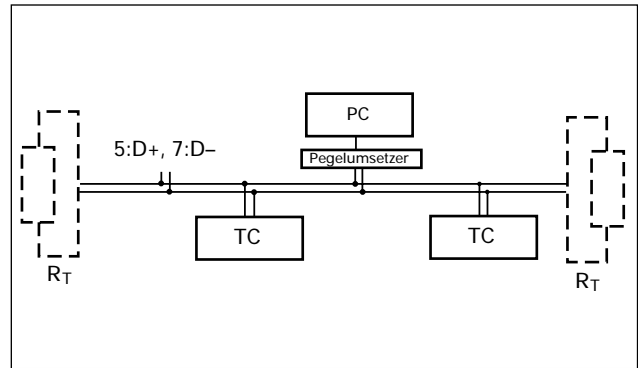 PC
5:D+, 7:D–
Pegelumsetzer
TC
TC
RT
RT